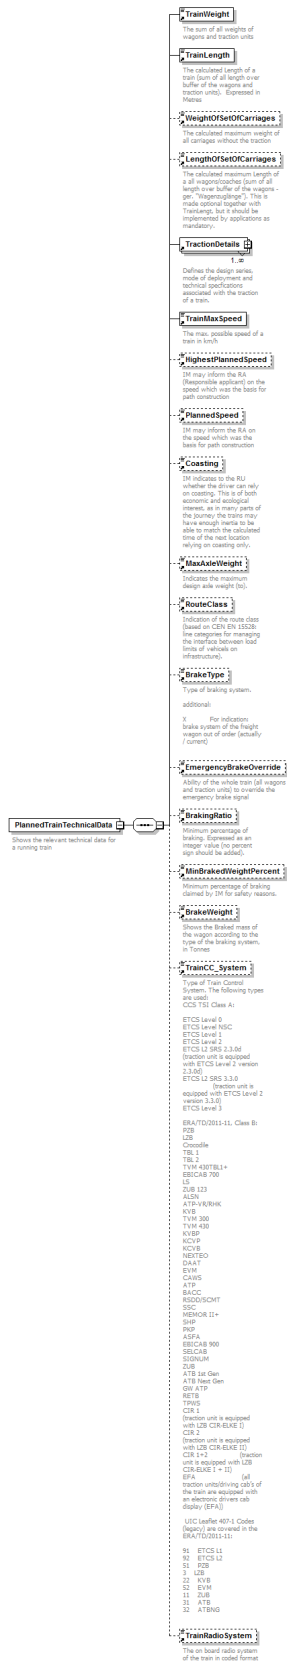 TrainWeight
The sum of all weights of
wagons and traction units
TrainLength
The calculated Length of a
train (sum of all length over
buffer of the wagons and
traction units). Expressed in
Metres
WeightOfSetOfCarriages
The calculated maximum weight of
all carriages without the traction
LengthOfSetOfCarriages
The calculated maximum Length of
a all wagons/coaches (sum of all
length over buffer of the wagons -
ger. "Wagenzuglänge"). This is
made optional together with
TrainLengt, but it should be
implemented by applications as
mandatory.
TractionDetails
1..∞
Defines the design series,
mode of deployment and
technical specfications
associated with the traction
of a train.
TrainMaxSpeed
The max. possible speed of a
train in km/h
HighestPlannedSpeed
IM may inform the RA
(Responsible applicant) on the
speed which was the basis for
path construction
PlannedSpeed
IM may inform the RA on
the speed which was the
basis for path construction
Coasting
IM indicates to the RU
whether the driver can rely
on coasting. This is of both
economic and ecological
interest, as in many parts of
the journey the trains may
have enough inertia to be
able to match the calculated
time of the next location
relying on coasting only.
MaxAxleWeight
Indicates the maximum
design axle weight (to).
RouteClass
Indication of the route class
(based on CEN EN 15528:
line categories for managing
the interface between load
limits of vehicels on
infrastructure).
BrakeType
Type of braking system.
additional:
X For indication:
brake system of the freight
wagon out of order (actually
/ current)
EmergencyBrakeOverride
Ability of the whole train (all wagons
and traction units) to override the
emergency brake signal
PlannedTrainTechnicalData
Shows the relevant technical data for
a running train
BrakingRatio
Minimum percentage of
braking. Expressed as an
integer value (no percent
sign should be added).
MinBrakedWeightPercent
Minimum percentage of braking
claimed by IM for safety reasons.
BrakeWeight
Shows the Braked mass of
the wagon according to the
type of the braking system,
in Tonnes
TrainCC_System
Type of Train Control
System. The following types
are used:
CCS TSI Class A:
ETCS Level 0
ETCS Level NSC
ETCS Level 1
ETCS Level 2
ETCS L2 SRS 2.3.0d
(traction unit is equipped
with ETCS Level 2 version
2.3.0d)
ETCS L2 SRS 3.3.0
(traction unit is
equipped with ETCS Level 2
version 3.3.0)
ETCS Level 3
ERA/TD/2011-11, Class B:
PZB
LZB
Crocodile
TBL 1
TBL 2
TVM 430TBL1+
EBICAB 700
LS
ZUB 123
ALSN
ATP-VR/RHK
KVB
TVM 300
TVM 430
KVBP
KCVP
KCVB
NEXTEO
DAAT
EVM
CAWS
ATP
BACC
RSDD/SCMT
SSC
MEMOR II+
SHP
PKP
ASFA
EBICAB 900
SELCAB
SIGNUM
ZUB
ATB 1st Gen
ATB Next Gen
GW ATP
RETB
TPWS
CIR 1
(traction unit is equipped
with LZB CIR-ELKE I)
CIR 2
(traction unit is equipped
with LZB CIR-ELKE II)
CIR 1+2 (traction
unit is equipped with LZB
CIR-ELKE I + II)
EFA (all
traction units/driving cab's of
the train are equipped with
an electronic drivers cab
display (EFA))
UIC Leaflet 407-1 Codes
(legacy) are covered in the
ERA/TD/2011-11:
91 ETCS L1
92 ETCS L2
51 PZB
3 LZB
22 KVB
52 EVM
11 ZUB
31 ATB
32 ATBNG
TrainRadioSystem
The on board radio system
of the train in coded format